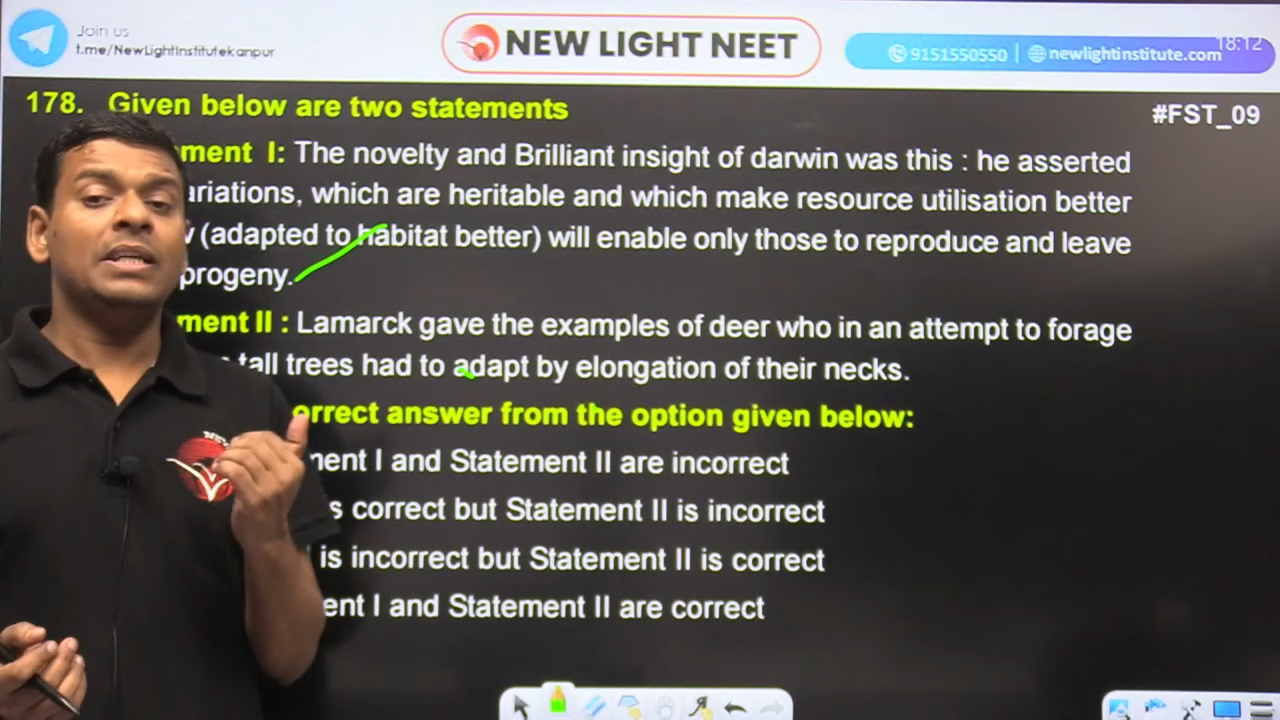 Join us
t.me/NewLightInstitutekanpur
NEW LIGHT NEET
9151550550 | newlightinstitute.com
18:12
178. Given below are two statements
#FST_09
ment I: The novelty and Brilliant insight of darwin was this : he asserted
ariations, which are heritable and which make resource utilisation better
(adapted to habitat better) will enable only those to reproduce and leave
progeny.
ment II : Lamarck gave the examples of deer who in an attempt to forage
tall trees had to adapt by elongation of their necks.
orrect answer from the option given below:
ment I and Statement II are incorrect
s correct but Statement II is incorrect
is incorrect but Statement II is correct
ent I and Statement II are correct